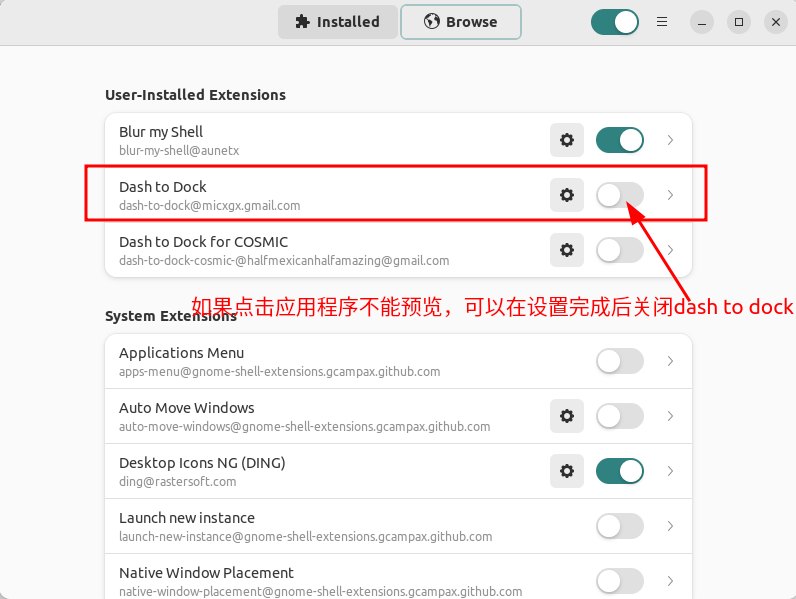 Installed
Browse
User-Installed Extensions
Blur my Shell
blur-my-shell@aunetx
Dash to Dock
dash-to-dock@micxgx.gmail.com
Dash to Dock for COSMIC
dash-to-dock-cosmic-@halfmexicanhalfamazing@gmail.com
如果点击应用程序不能预览，可以在设置完成后关闭dash to dock
System Extensions
Applications Menu
apps-menu@gnome-shell-extensions.gcampax.github.com
Auto Move Windows
auto-move-windows@gnome-shell-extensions.gcampax.github.com
Desktop Icons NG (DING)
ding@rastersoft.com
Launch new instance
launch-new-instance@gnome-shell-extensions.gcampax.github.com
Native Window Placement
native-window-placement@gnome-shell-extensions.gcampax.github.com